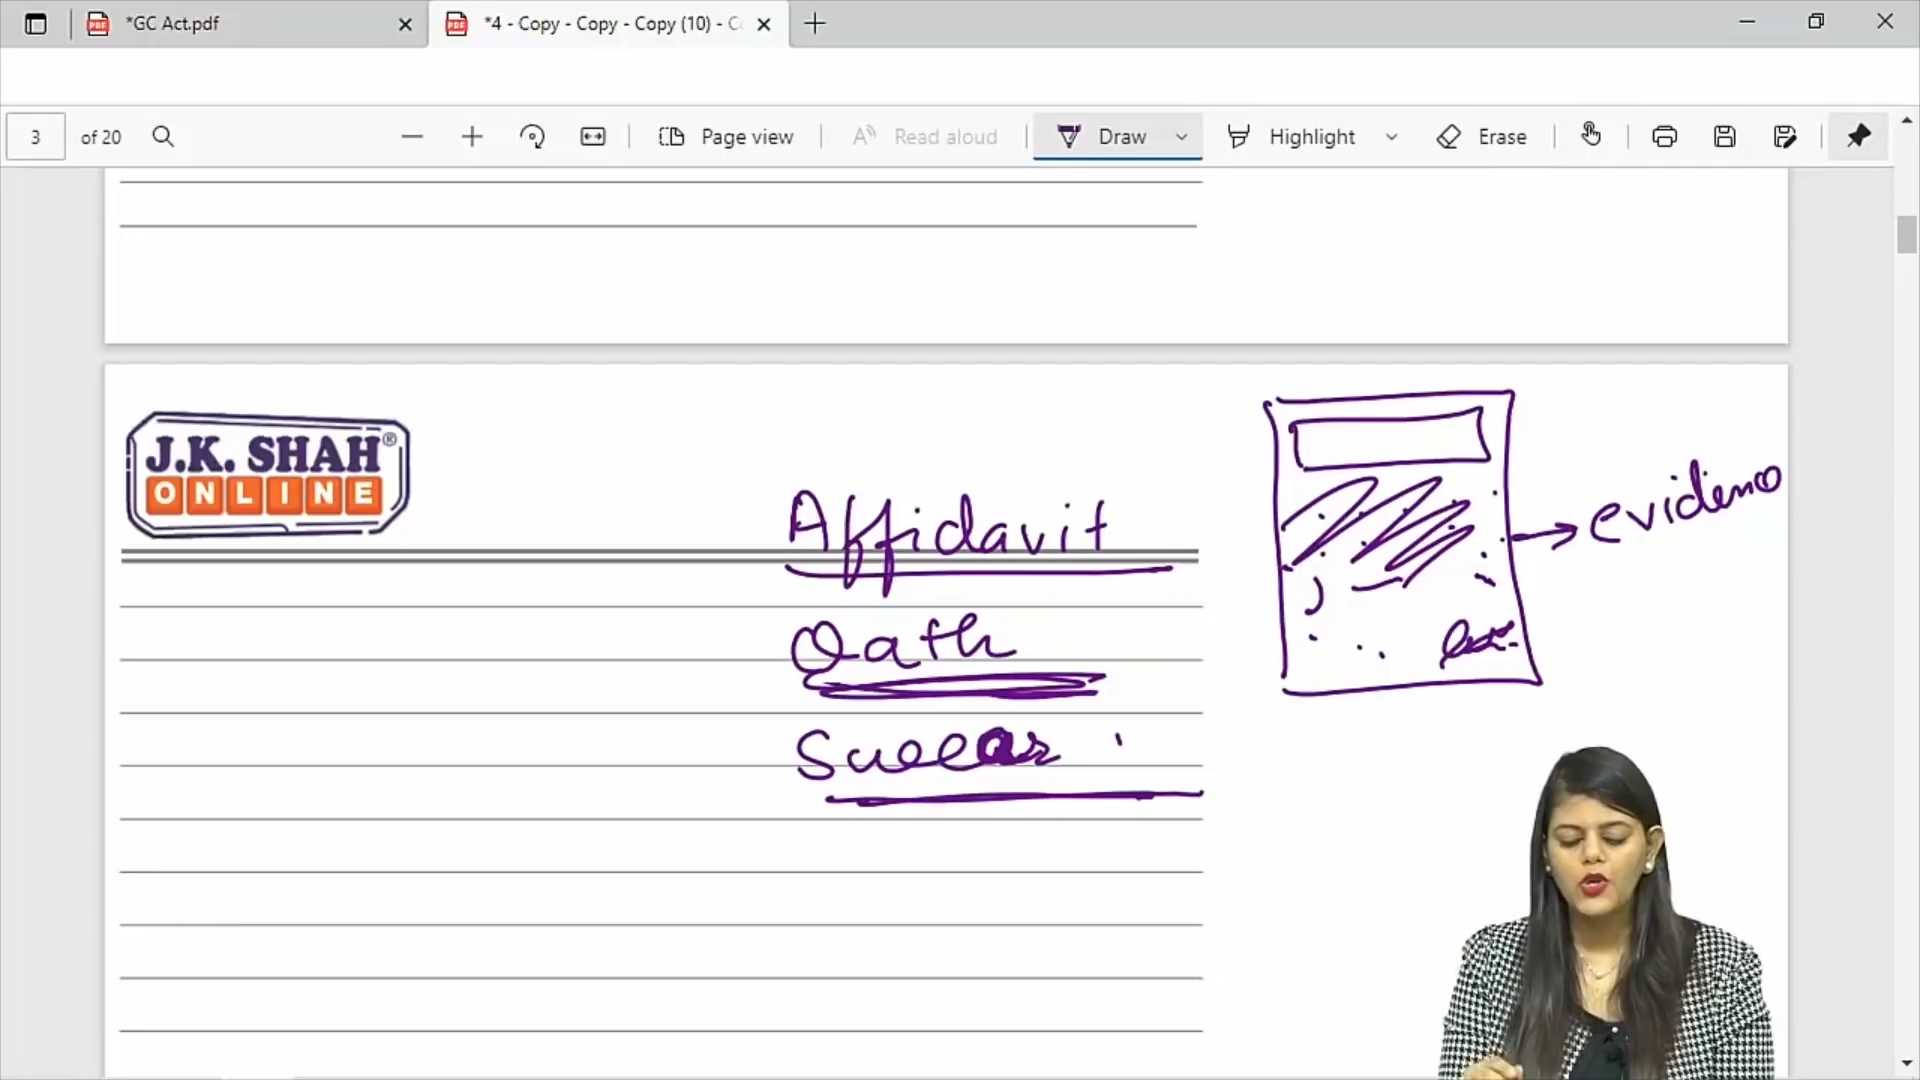 *GC Act.pdf
*4 - Copy - Copy - Copy (10) - C
3 of 20
Page view
Read aloud
Draw
Highlight
Erase
J.K. SHAH®
ONLINE
Affidavit
Oath
evidence